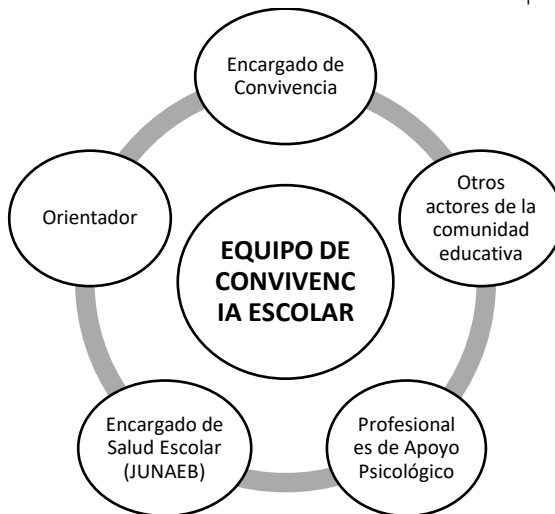 Encargado de
Convivencia
Otros
actores de la
comunidad
educativa
Orientador
EQUIPO DE
CONVIVENC
IA ESCOLAR
Encargado de
Salud Escolar
(JUNAEB)
Profesional
es de Apoyo
Psicológico